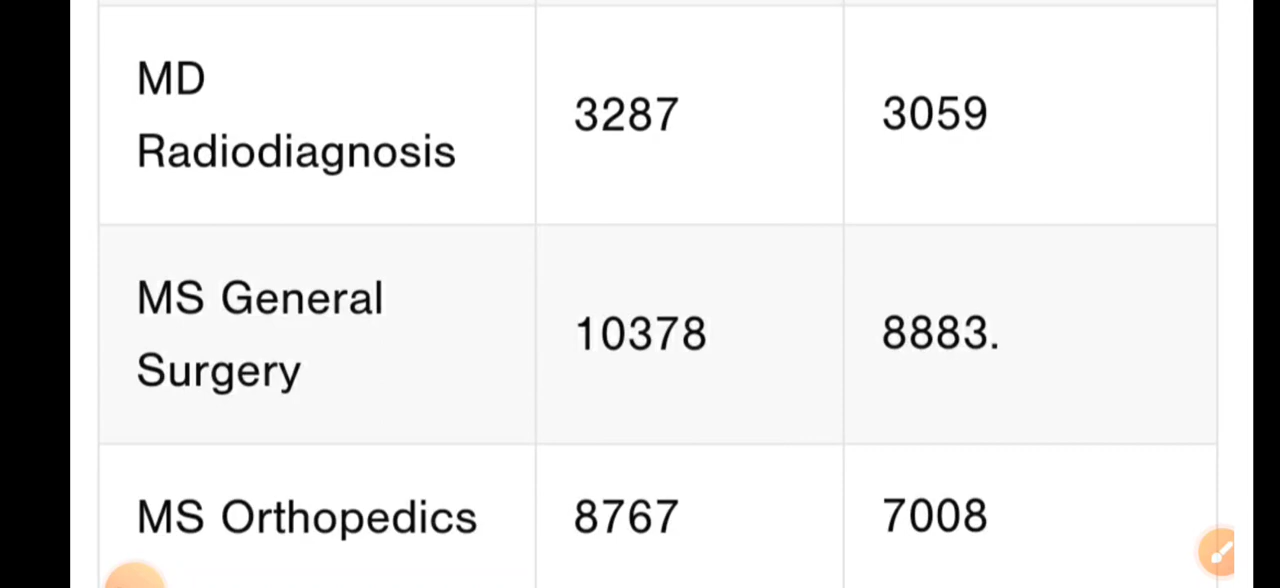 MD
Radiodiagnosis
3287
3059
MS General
Surgery
10378
8883.
MS Orthopedics
8767
7008